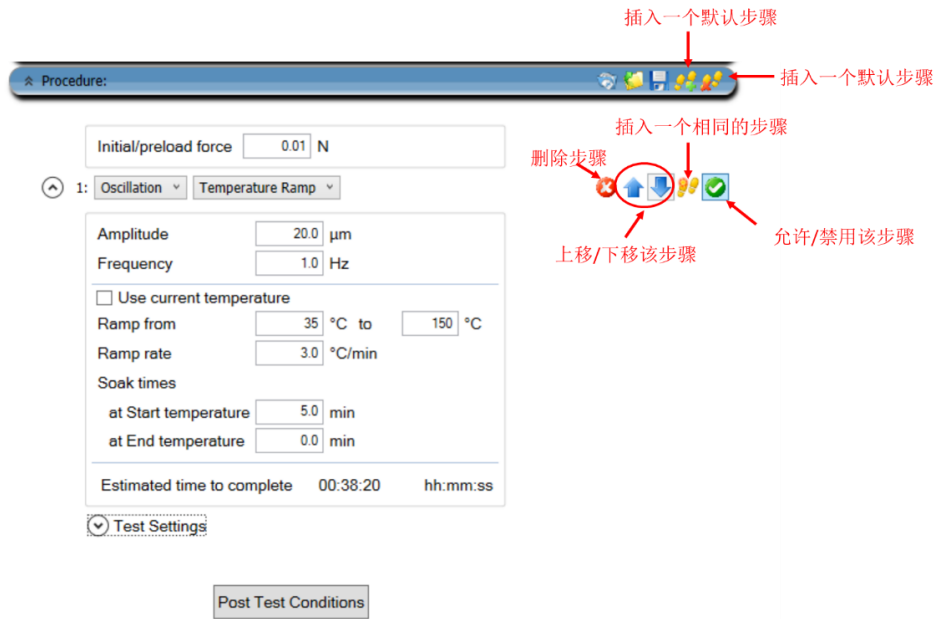 插入一个默认步骤
Procedure:
插入一个默认步骤
插入一个相同的步骤
Initial/preload force 0.01 N
删除步骤
1: Oscillation Temperature Ramp
允许/禁用该步骤
上移/下移该步骤
Amplitude 20.0 µm
Frequency 1.0 Hz
Use current temperature
Ramp from 35 °C to 150 °C
Ramp rate 3.0 °C/min
Soak times
at Start temperature 5.0 min
at End temperature 0.0 min
Estimated time to complete 00:38:20 hh:mm:ss
Test Settings
Post Test Conditions